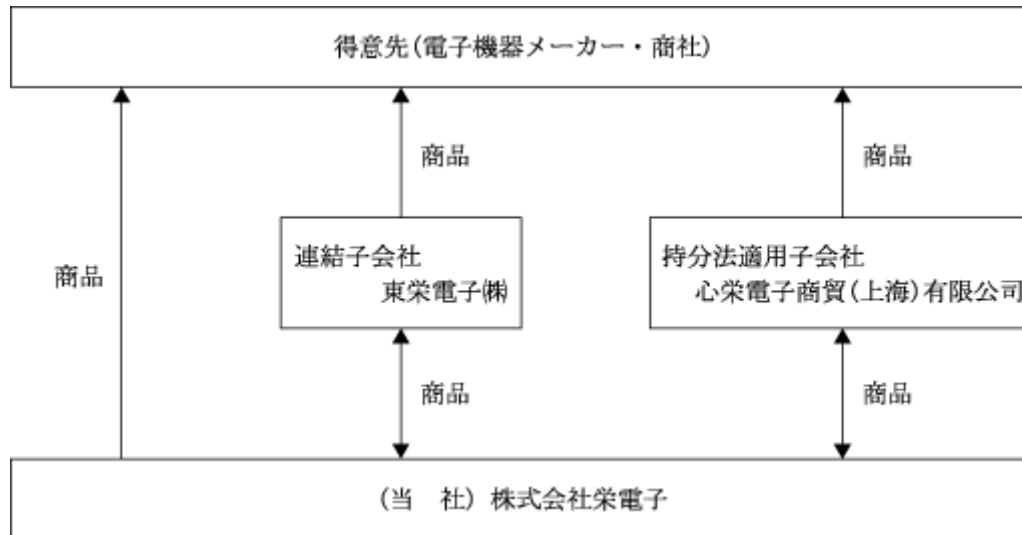 得意先(電子機器メーカー・商社)
商品
商品
商品
連結子会社
東栄電子㈱
持分法適用子会社
心栄電子商貿(上海)有限公司
商品
商品
(当　社) 株式会社栄電子